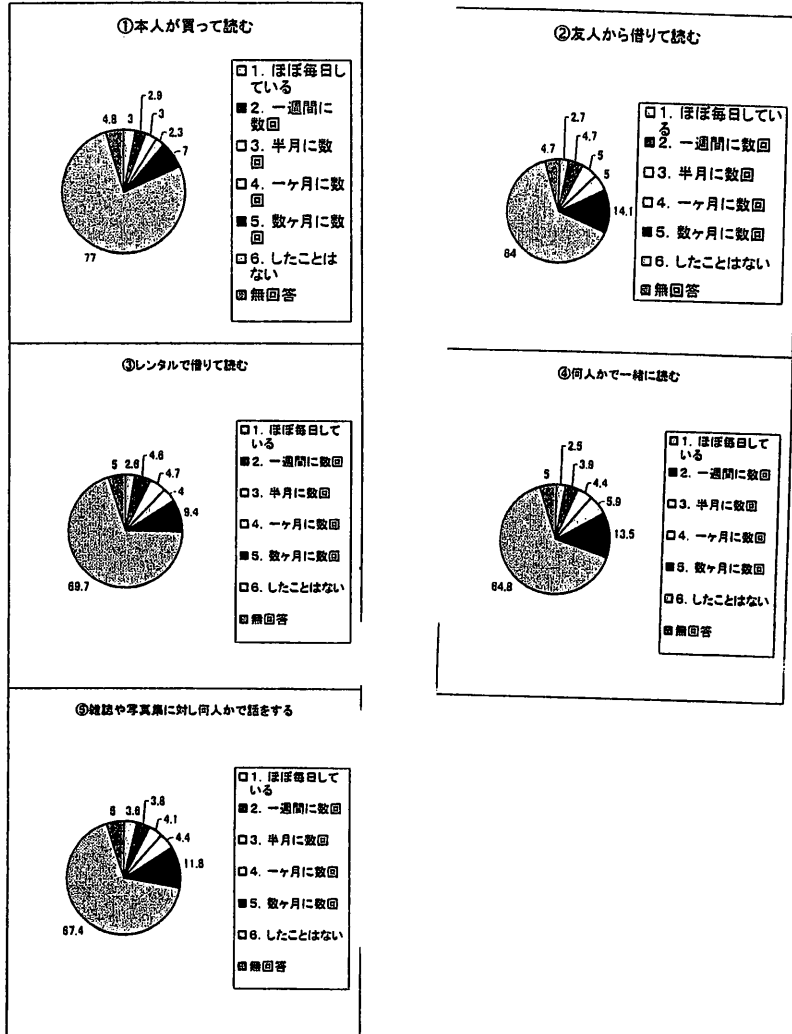 ①本人が買って読む
4.8
3
2.9
3
2.3
7
77
1. ほぼ毎日し
ている
2. 一週間に
数回
3. 半月に数
回
4. 一ヶ月に数
回
5. 数ヶ月に数
回
6. したことは
ない
無回答
②友人から借りて読む
4.7
2.7
4.7
5
5
14.1
64
1. ほぼ毎日してい
る
2. 一週間に数回
3. 半月に数回
4. 一ヶ月に数回
5. 数ヶ月に数回
6. したことはない
無回答
③レンタルで借りて読む
5
2.6
4.6
4.7
4
9.4
69.7
1. ほぼ毎日して
いる
2. 一週間に数回
3. 半月に数回
4. 一ヶ月に数回
5. 数ヶ月に数回
6. したことはない
無回答
④何人かで一緒に読む
5
2.5
3.9
4.4
5.9
13.5
64.8
1. ほぼ毎日して
いる
2. 一週間に数回
3. 半月に数回
4. 一ヶ月に数回
5. 数ヶ月に数回
6. したことはない
無回答
⑤雑誌や写真集に対し何人かで話をする
5
3.6
3.8
4.1
4.4
11.8
67.4
1. ほぼ毎日して
いる
2. 一週間に数回
3. 半月に数回
4. 一ヶ月に数回
5. 数ヶ月に数回
6. したことはない
無回答